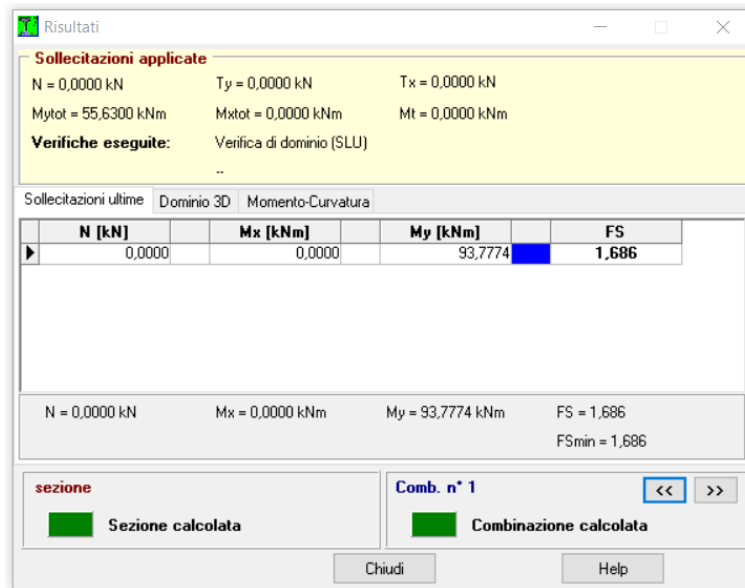 Risultati
Sollecitazioni applicate
N = 0,0000 kN Ty = 0,0000 kN Tx = 0,0000 kN
Mytot = 55,6300 kNm Mxtot = 0,0000 kNm Mt = 0,0000 kNm
Verifiche eseguite: Verifica di dominio (SLU)
--
Sollecitazioni ultime Dominio 3D Momento-Curvatura
N [kN] Mx [kNm] My [kNm] FS
0,0000 0,0000 93,7774 1,686
N = 0,0000 kN Mx = 0,0000 kNm My = 93,7774 kNm FS = 1,686
FSmin = 1,686
sezione Comb. n° 1 << >>
Sezione calcolata Combinazione calcolata
Chiudi Help